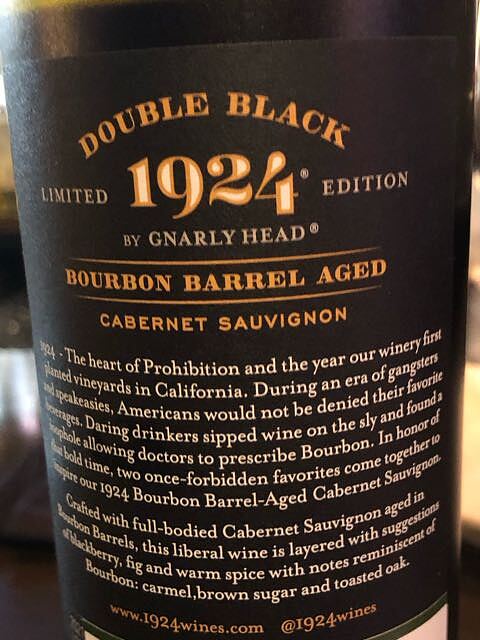 DOUBLE BLACK
LIMITED 1924® EDITION
BY GNARLY HEAD®
BOURBON BARREL AGED
CABERNET SAUVIGNON
1924 - The heart of Prohibition and the year our winery first
planted vineyards in California. During an era of gangsters
and speakeasies, Americans would not be denied their favorite
beverages. Daring drinkers sipped wine on the sly and found a
loophole allowing doctors to prescribe Bourbon. In honor of
that bold time, two once-forbidden favorites come together to
inspire our 1924 Bourbon Barrel-Aged Cabernet Sauvignon.
Crafted with full-bodied Cabernet Sauvignon aged in
Bourbon Barrels, this liberal wine is layered with suggestions
of blackberry, fig and warm spice with notes reminiscent of
Bourbon: carmel,brown sugar and toasted oak.
www.1924wines.com @1924wines